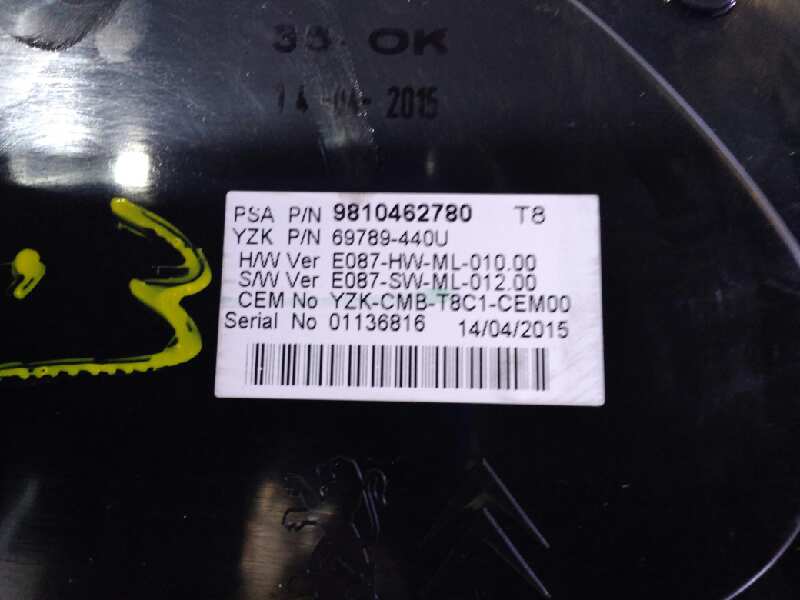 OK
14-04-2015
PSA P/N 9810462780 T8
YZK P/N 69789-440U
H/W Ver E087-HW-ML-010.00
S/W Ver E087-SW-ML-012.00
CEM No YZK-CMB-T8C1-CEM00
Serial No 01136816 14/04/2015
.3